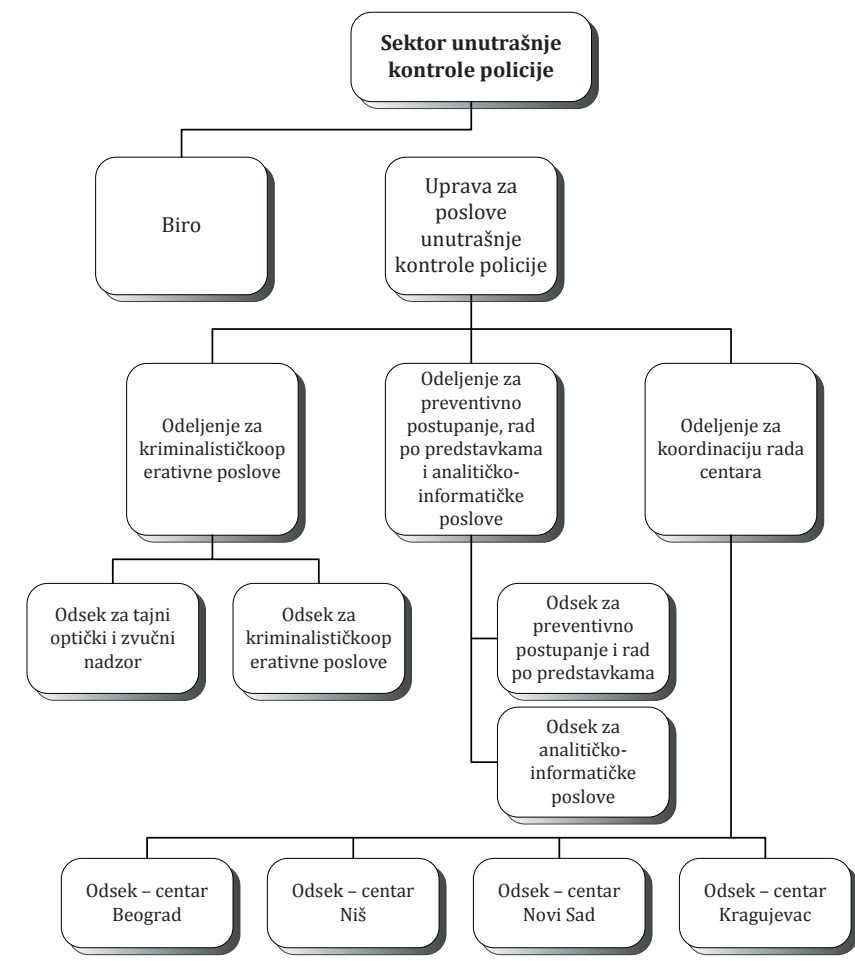 Sektor unutrašnje
kontrole policije
Biro
Uprava za
poslove
unutrašnje
kontrole policije
Odeljenje za
kriminalističkoop
erativne poslove
Odeljenje za
preventivno
postupanje, rad
po predstavkama
i analitičko-
informatičke
poslove
Odeljenje za
koordinaciju rada
centara
Odsek za tajni
optički i zvučni
nadzor
Odsek za
kriminalističkoop
erativne poslove
Odsek za
preventivno
postupanje i rad
po predstavkama
Odsek za
analitičko-
informatičke
poslove
Odsek – centar
Beograd
Odsek – centar
Niš
Odsek – centar
Novi Sad
Odsek – centar
Kragujevac